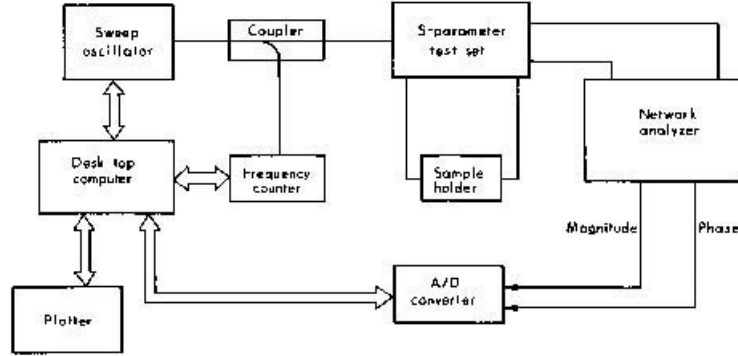 Sweep
oscillator
Coupler
S-parameter
test set
Network
analyzer
Desk top
computer
Frequency
counter
Sample
holder
Magnitude
Phase
A/D
converter
Plotter